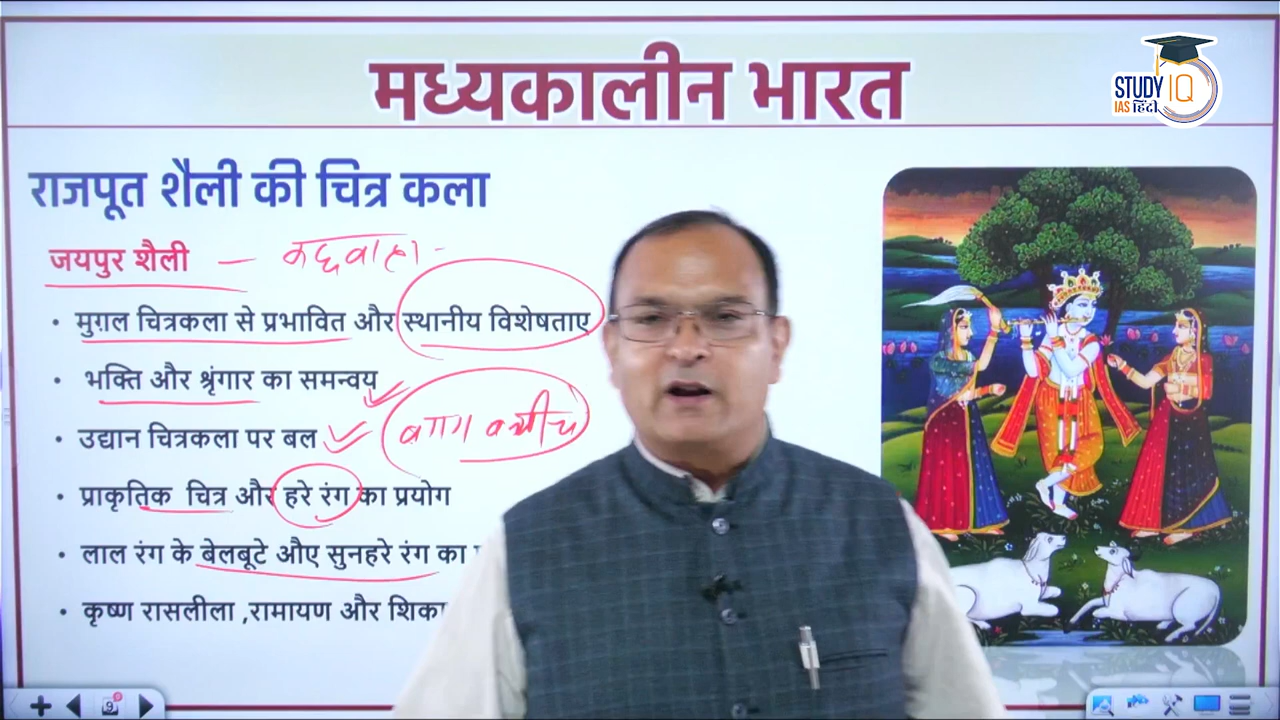 मध्यकालीन भारत
STUDY IQ
IAS हिंदी
राजपूत शैली की चित्र कला
जयपुर शैली – कछवाहा -
• मुग़ल चित्रकला से प्रभावित और स्थानीय विशेषताए
• भक्ति और श्रृंगार का समन्वय
• उद्यान चित्रकला पर बल
• प्राकृतिक चित्र और हरे रंग का प्रयोग
• लाल रंग के बेलबूटे औए सुनहरे रंग का
• कृष्ण रासलीला ,रामायण और
9